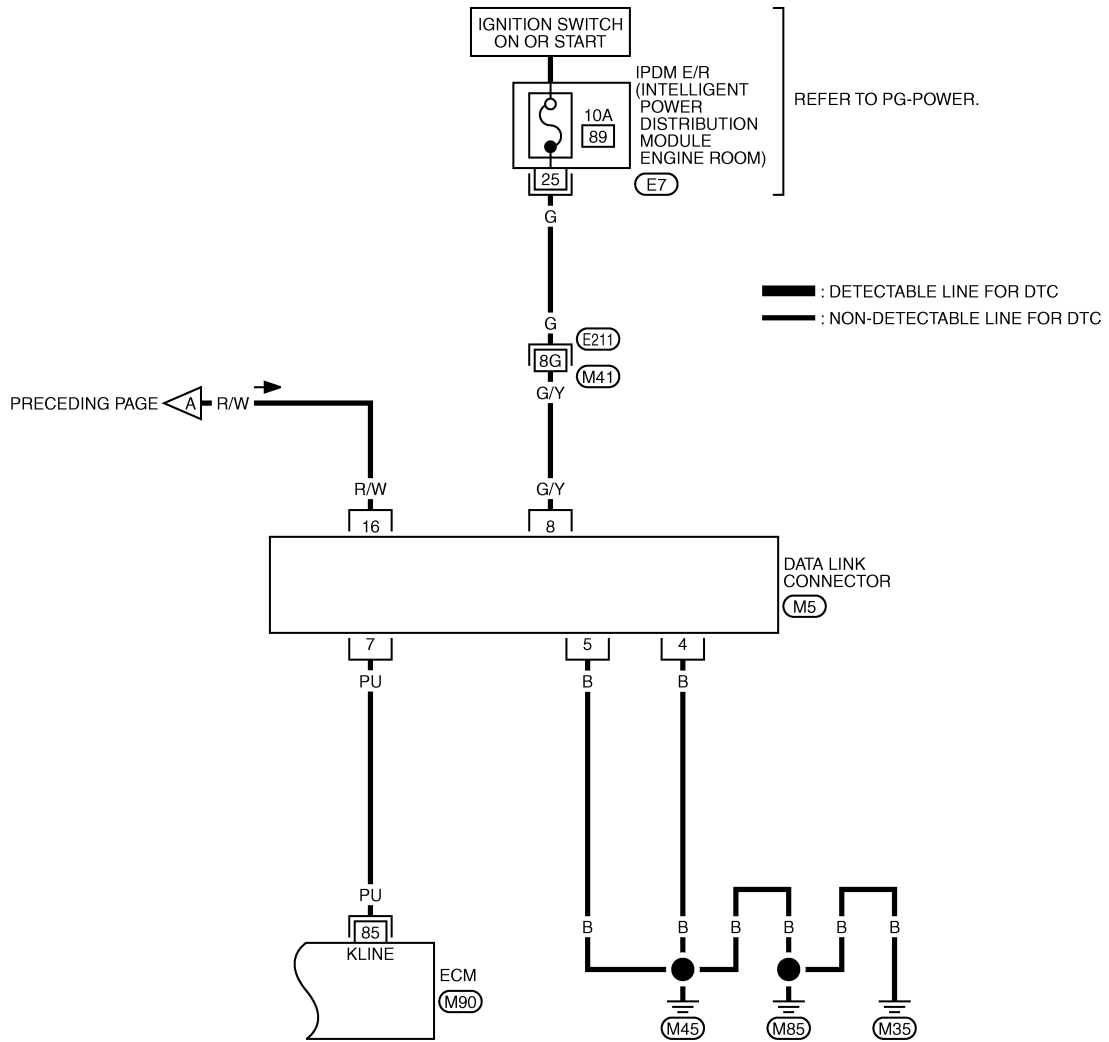 IGNITION SWITCH
ON OR START
IPDM E/R
(INTELLIGENT
POWER
DISTRIBUTION
MODULE
ENGINE ROOM)
10A
89
REFER TO PG-POWER.
25
E7
G
: DETECTABLE LINE FOR DTC
: NON-DETECTABLE LINE FOR DTC
G
E211
8G
M41
G/Y
PRECEDING PAGE
A
R/W
R/W
G/Y
16
8
DATA LINK
CONNECTOR
M5
7
5
4
PU
B
B
PU
B
B
B
B
B
B
85
KLINE
ECM
M90
M45
M85
M35